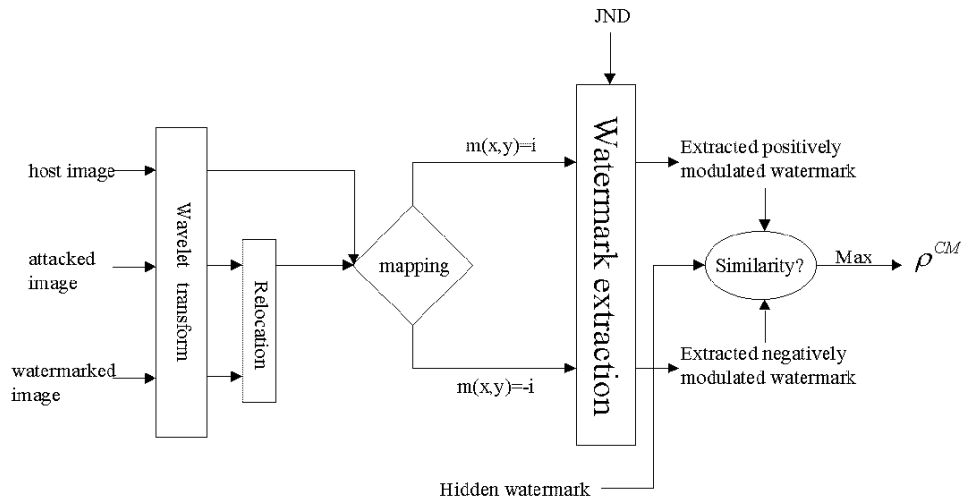 JND
host image
attacked
image
watermarked
image
Wavelet transform
Relocation
mapping
m(x,y)=i
m(x,y)=-i
Watermark extraction
Extracted positively
modulated watermark
Similarity?
Max
ρ^CM
Extracted negatively
modulated watermark
Hidden watermark